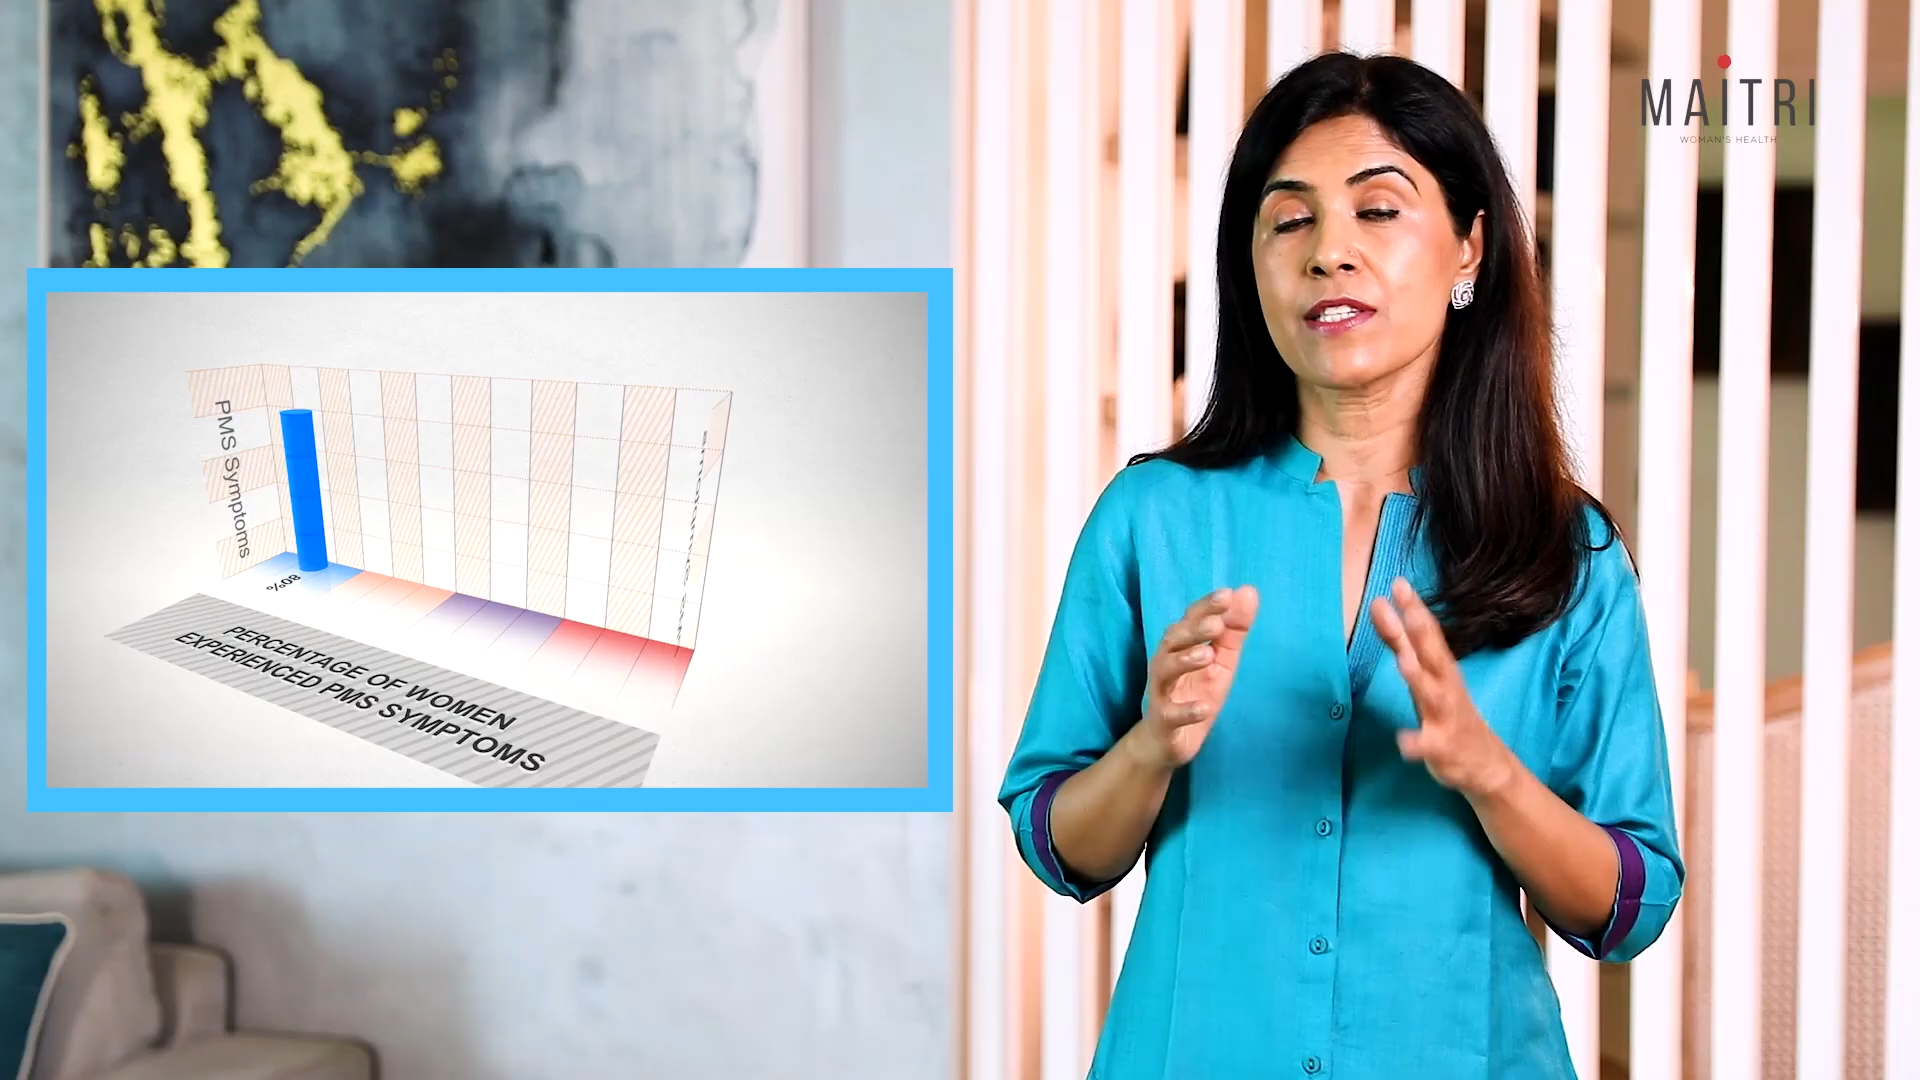 MAITRI
WOMAN'S HEALTH
PMS Symptoms
80%
PERCENTAGE OF WOMEN
EXPERIENCED PMS SYMPTOMS